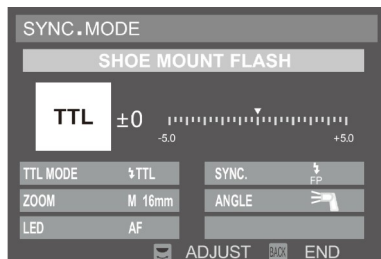 SYNC.MODE
SHOE MOUNT FLASH
TTL ±0
-5.0 +5.0
TTL MODE TTL SYNC. FP
ZOOM M 16mm ANGLE
LED AF
ADJUST BACK END